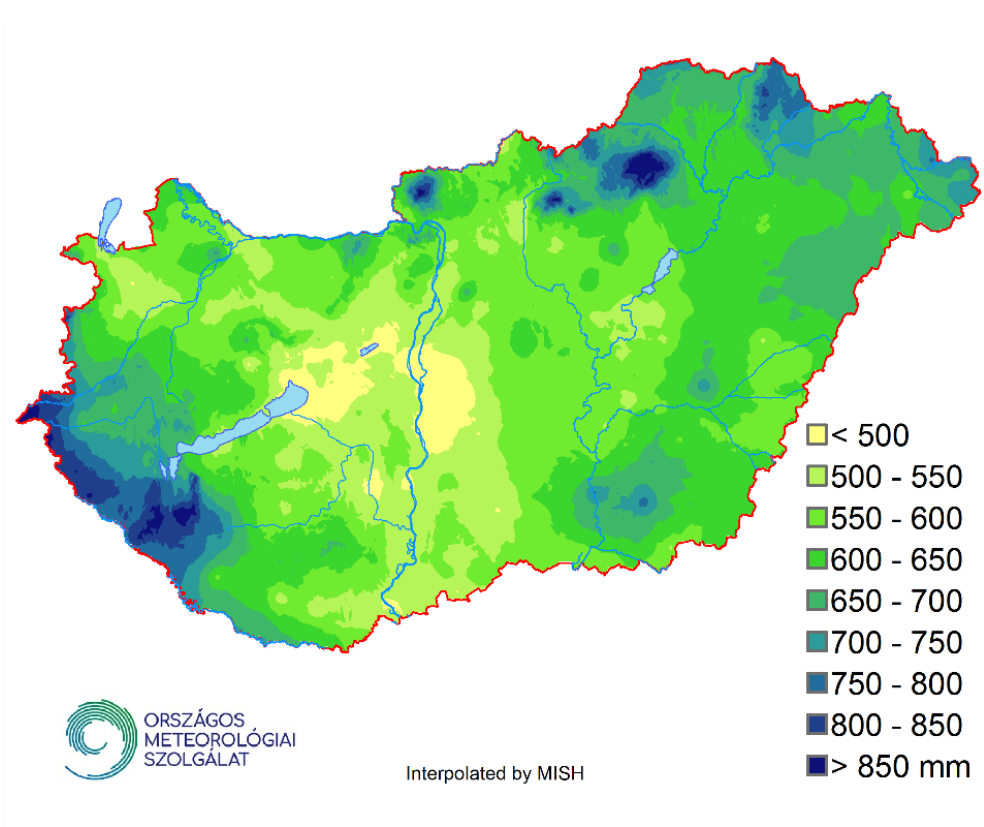 < 500
500 - 550
550 - 600
600 - 650
650 - 700
700 - 750
750 - 800
800 - 850
> 850 mm
ORSZÁGOS
METEOROLÓGIAI
SZOLGÁLAT
Interpolated by MISH